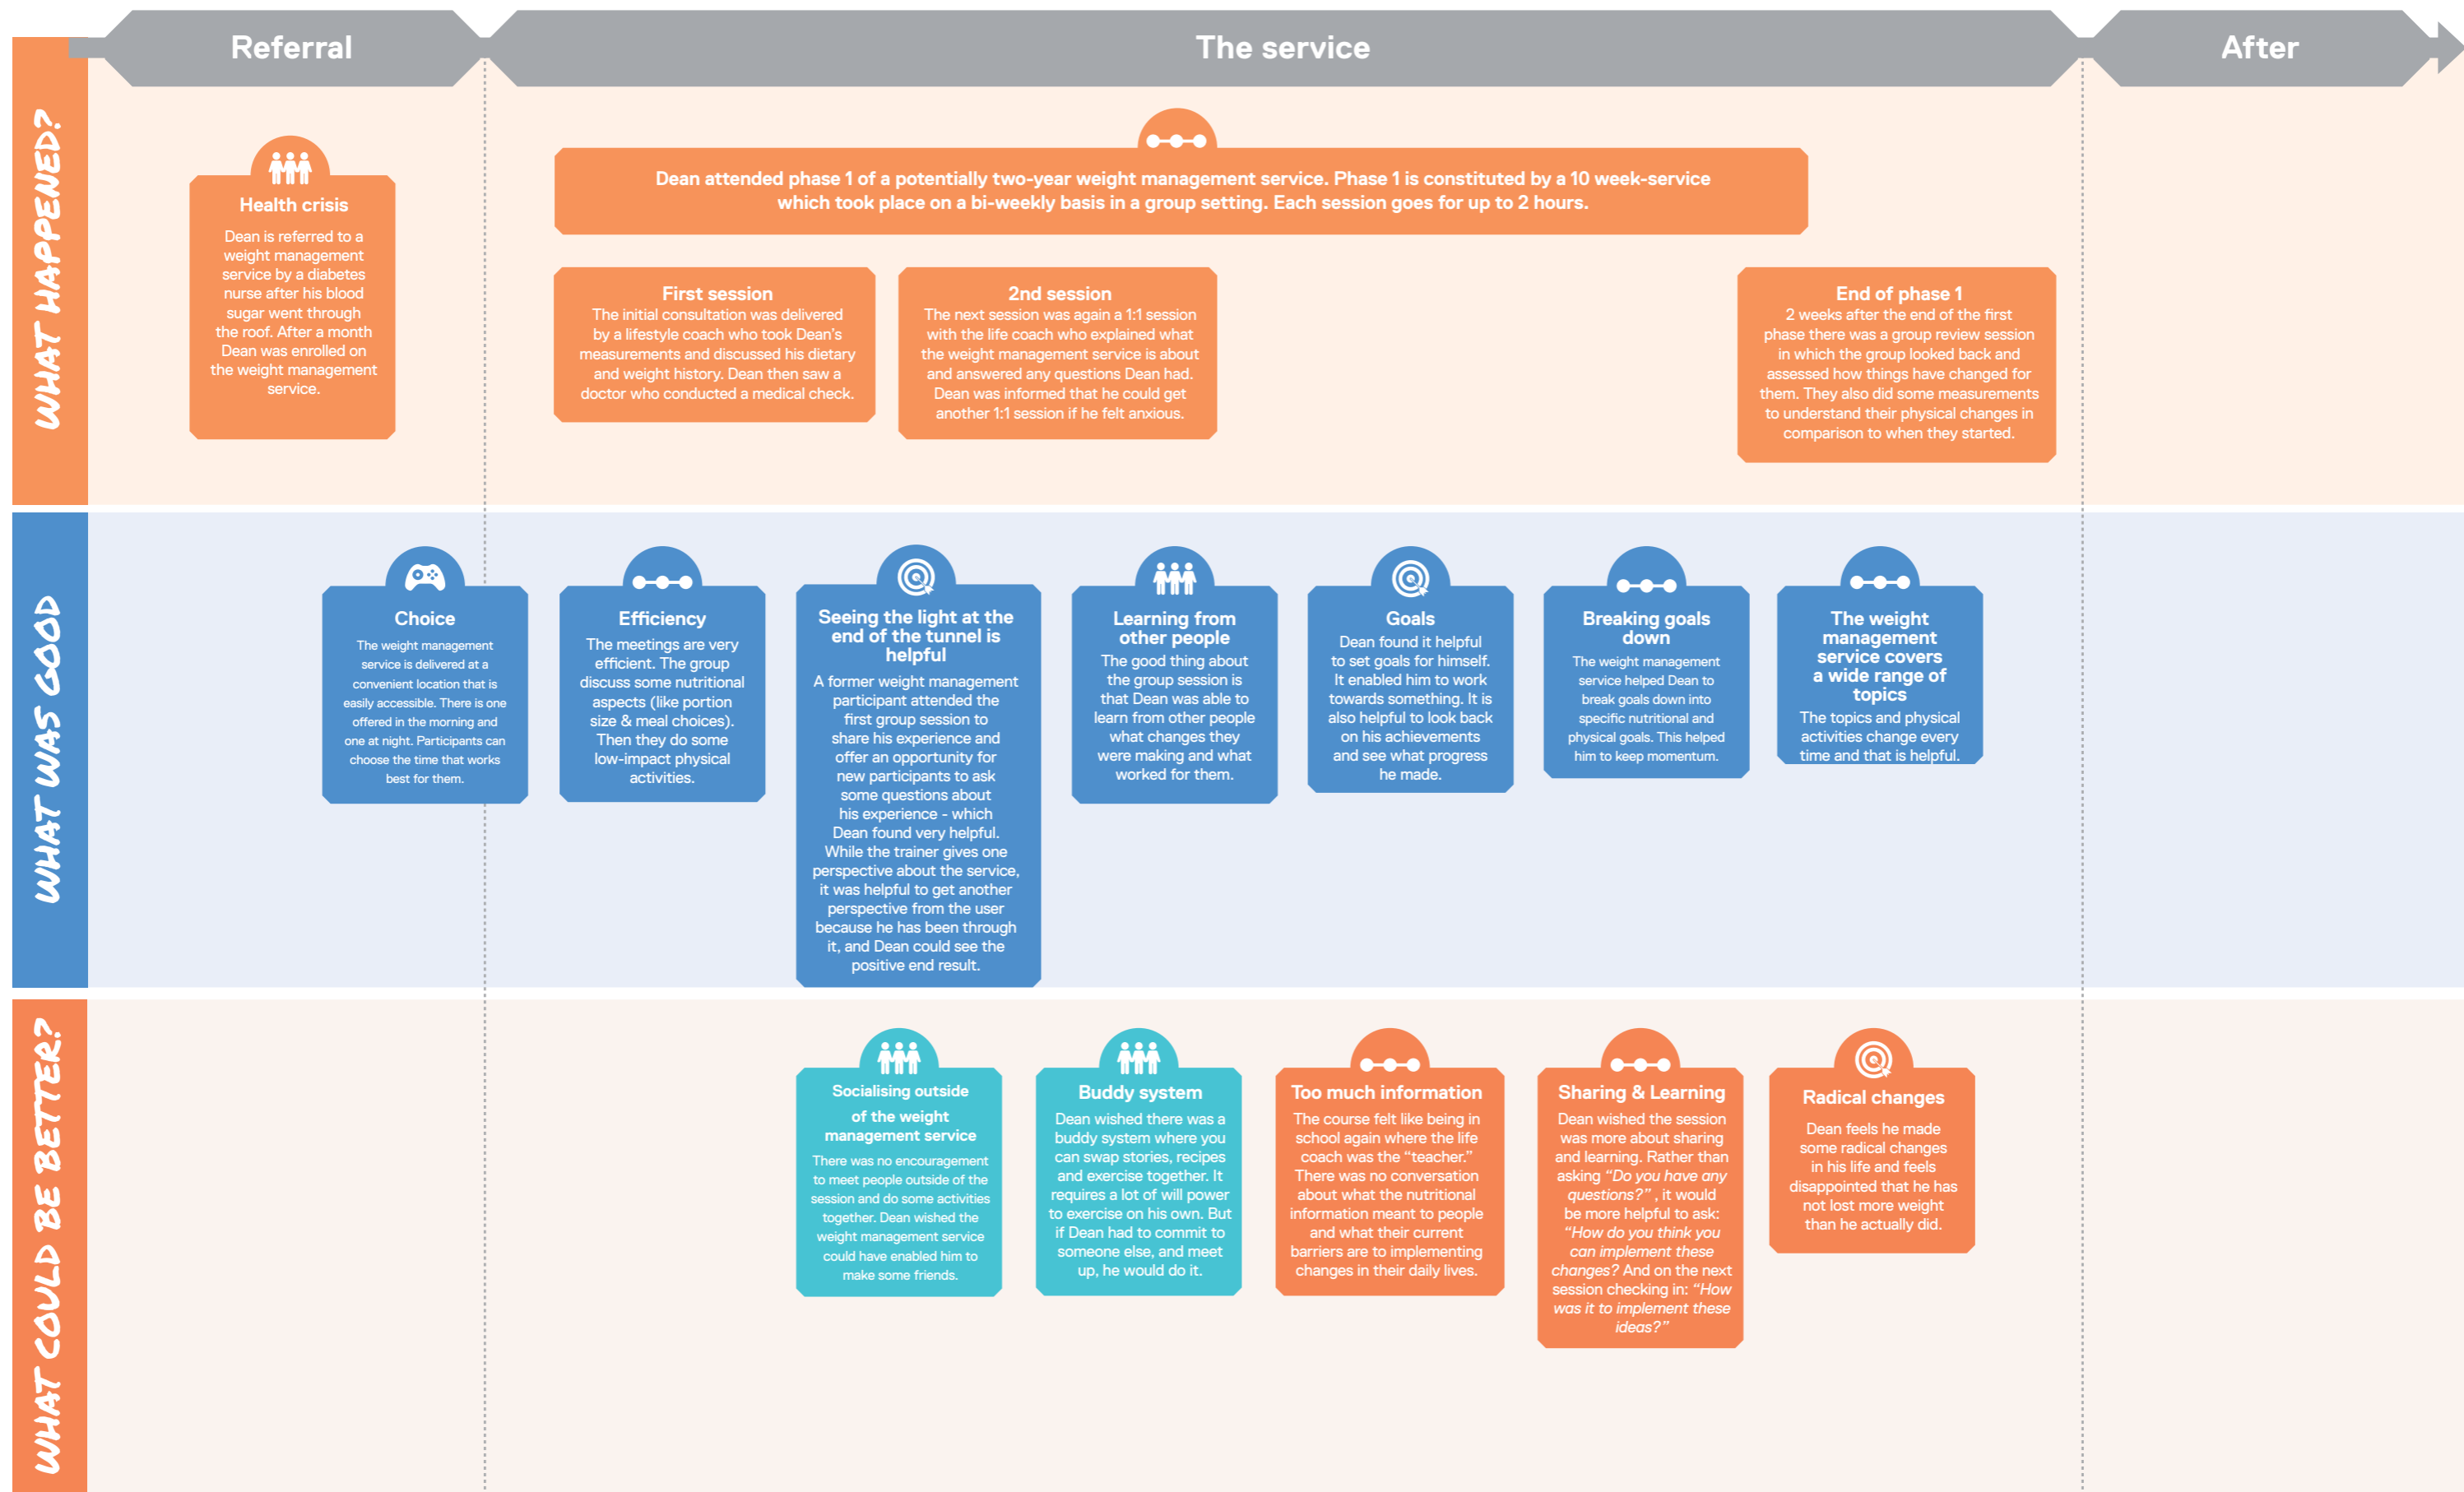 Referral
The service
After
WHAT HAPPENED?
Health crisis
Dean is referred to a
weight management
service by a diabetes
nurse after his blood
sugar went through
the roof. After a month
Dean was enrolled on
the weight management
service.
Dean attended phase 1 of a potentially two-year weight management service. Phase 1 is constituted by a 10 week-service
which took place on a bi-weekly basis in a group setting. Each session goes for up to 2 hours.
First session
The initial consultation was delivered
by a lifestyle coach who took Dean's
measurements and discussed his dietary
and weight history. Dean then saw a
doctor who conducted a medical check.
2nd session
The next session was again a 1:1 session
with the life coach who explained what
the weight management service is about
and answered any questions Dean had.
Dean was informed that he could get
another 1:1 session if he felt anxious.
End of phase 1
2 weeks after the end of the first
phase there was a group review session
in which the group looked back and
assessed how things have changed for
them. They also did some measurements
to understand their physical changes in
comparison to when they started.
WHAT WAS GOOD
Choice
The weight management
service is delivered at a
convenient location that is
easily accessible. There is one
offered in the morning and
one at night. Participants can
choose the time that works
best for them.
Efficiency
The meetings are very
efficient. The group
discuss some nutritional
aspects (like portion
size & meal choices).
Then they do some
low-impact physical
activities.
Seeing the light at the
end of the tunnel is
helpful
A former weight management
participant attended the
first group session to
share his experience and
offer an opportunity for
new participants to ask
some questions about
his experience - which
Dean found very helpful.
While the trainer gives one
perspective about the service,
it was helpful to get another
perspective from the user
because he has been through
it, and Dean could see the
positive end result.
Learning from
other people
The good thing about
the group session is
that Dean was able to
learn from other people
what changes they
were making and what
worked for them.
Goals
Dean found it helpful
to set goals for himself.
It enabled him to work
towards something. It is
also helpful to look back
on his achievements
and see what progress
he made.
Breaking goals
down
The weight management
service helped Dean to
break goals down into
specific nutritional and
physical goals. This helped
him to keep momentum.
The weight
management
service covers
a wide range of
topics
The topics and physical
activities change every
time and that is helpful.
WHAT COULD BE BETTER?
Socialising outside
of the weight
management service
There was no encouragement
to meet people outside of the
session and do some activities
together. Dean wished the
weight management service
could have enabled him to
make some friends.
Buddy system
Dean wished there was a
buddy system where you
can swap stories, recipes
and exercise together. It
requires a lot of will power
to exercise on his own. But
if Dean had to commit to
someone else, and meet
up, he would do it.
Too much information
The course felt like being in
school again where the life
coach was the “teacher.”
There was no conversation
about what the nutritional
information meant to people
and what their current
barriers are to implementing
changes in their daily lives.
Sharing & Learning
Dean wished the session
was more about sharing
and learning. Rather than
asking “Do you have any
questions?” , it would
be more helpful to ask:
“How do you think you
can implement these
changes? And on the next
session checking in: “How
was it to implement these
ideas?”
Radical changes
Dean feels he made
some radical changes
in his life and feels
disappointed that he has
not lost more weight
than he actually did.